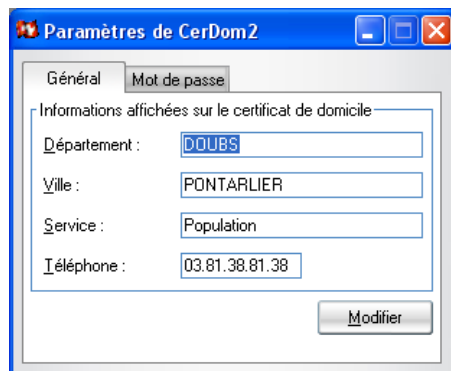 Paramètres de CerDom2
Général Mot de passe
Informations affichées sur le certificat de domicile
Département : DOUBS
Ville : PONTARLIER
Service : Population
Téléphone : 03.81.38.81.38
Modifier